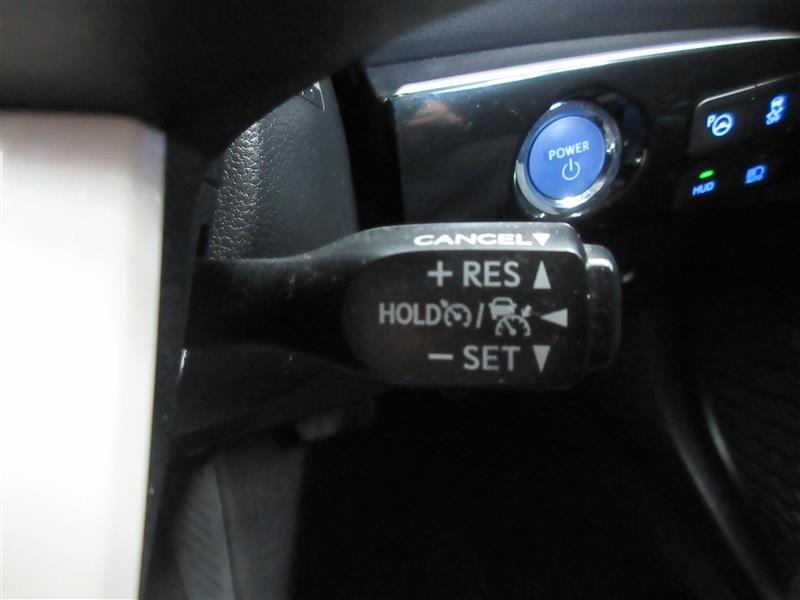 POWER
P
HUD
CANCEL
+ RES
HOLD /
- SET